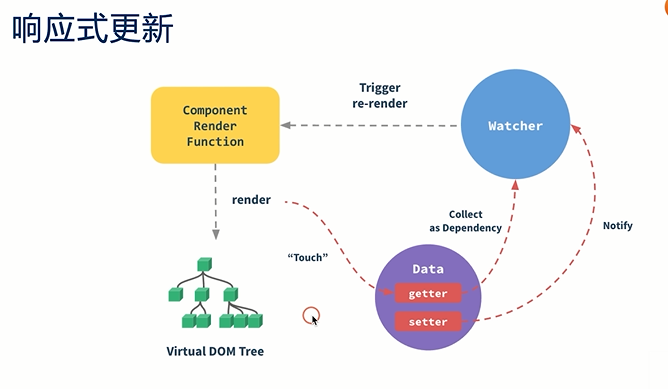 响应式更新
Trigger
re-render
Component
Render
Function
Watcher
render
Collect
as Dependency
Notify
“Touch”
Data
getter
setter
Virtual DOM Tree